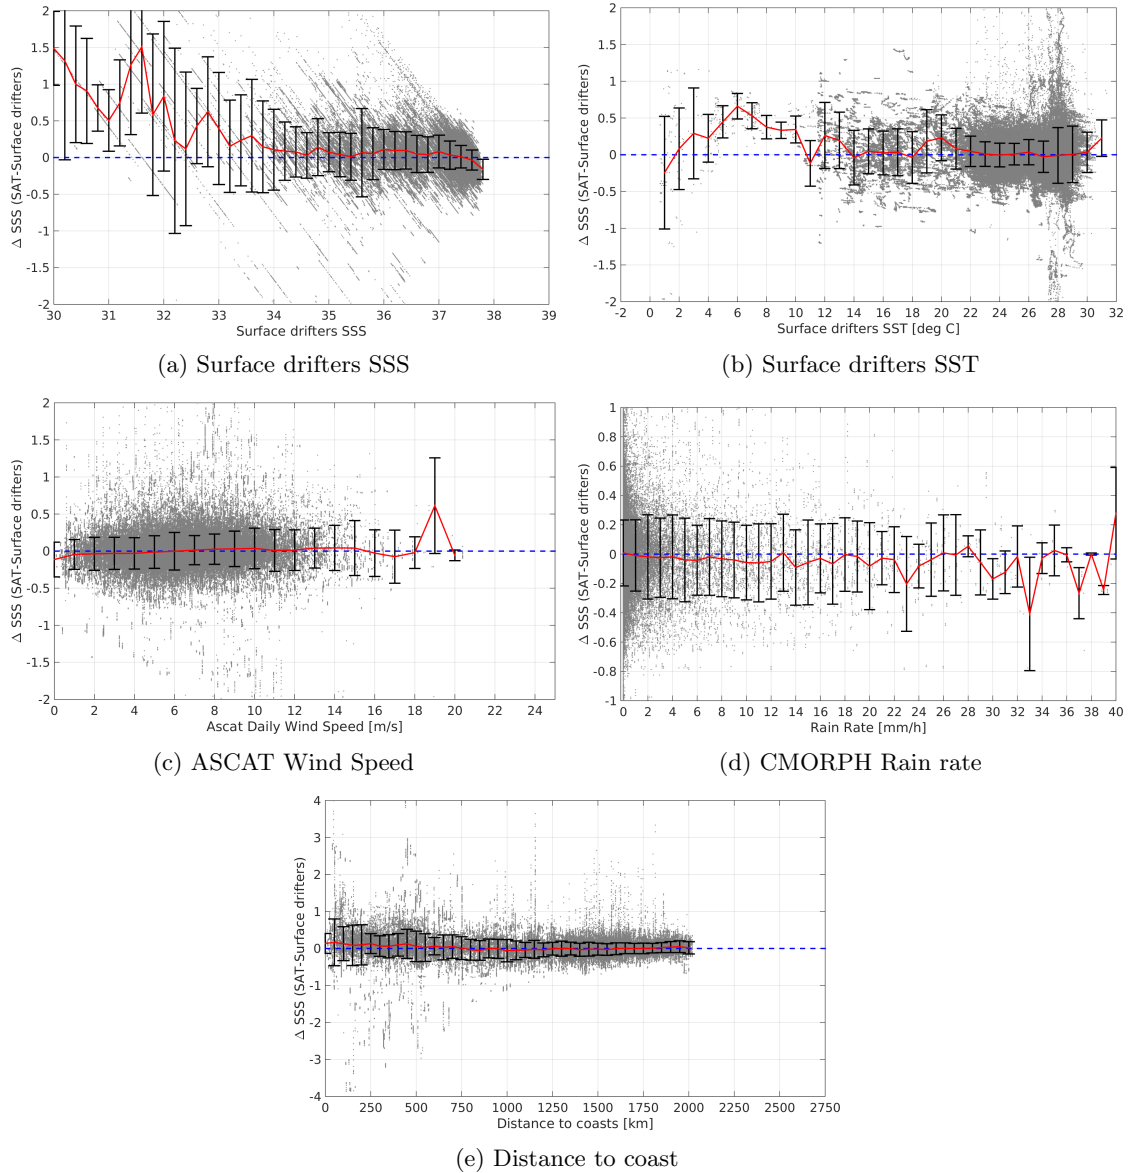 2
1.5
1
0.5
0
-0.5
-1
-1.5
-2
Δ SSS (SAT-Surface drifters)
30 31 32 33 34 35 36 37 38 39
Surface drifters SSS
(a) Surface drifters SSS
2
1.5
1
0.5
0
-0.5
-1
-1.5
-2
Δ SSS (SAT-Surface drifters)
-2 0 2 4 6 8 10 12 14 16 18 20 22 24 26 28 30 32
Surface drifters SST [deg C]
(b) Surface drifters SST
2
1.5
1
0.5
0
-0.5
-1
-1.5
-2
Δ SSS (SAT-Surface drifters)
0 2 4 6 8 10 12 14 16 18 20 22 24
Ascat Daily Wind Speed [m/s]
(c) ASCAT Wind Speed
1
0.8
0.6
0.4
0.2
0
-0.2
-0.4
-0.6
-0.8
-1
Δ SSS (SAT-Surface drifters)
0 2 4 6 8 10 12 14 16 18 20 22 24 26 28 30 32 34 36 38 40
Rain Rate [mm/h]
(d) CMORPH Rain rate
4
3
2
1
0
-1
-2
-3
-4
Δ SSS (SAT-Surface drifters)
0 250 500 750 1000 1250 1500 1750 2000 2250 2500 2750
Distance to coasts [km]
(e) Distance to coast